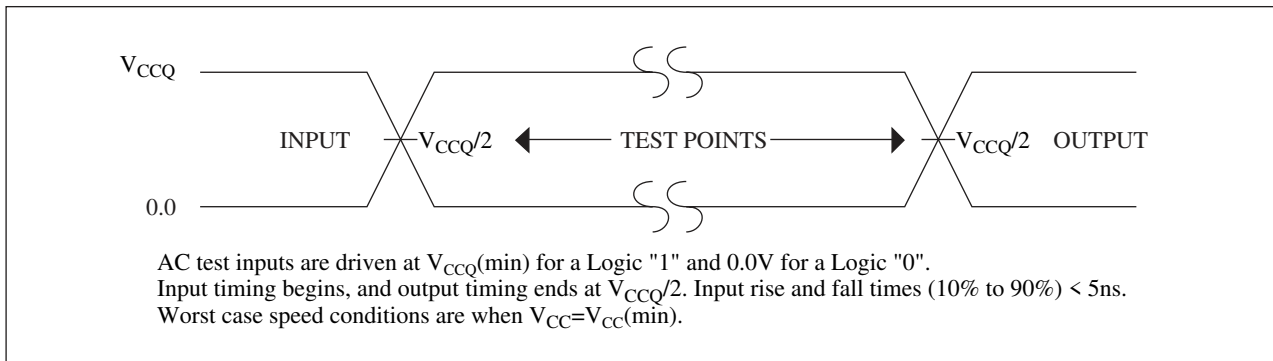 VCCQ
INPUT VCCQ/2 TEST POINTS VCCQ/2 OUTPUT
0.0
AC test inputs are driven at VCCQ(min) for a Logic "1" and 0.0V for a Logic "0".
Input timing begins, and output timing ends at VCCQ/2. Input rise and fall times (10% to 90%) < 5ns.
Worst case speed conditions are when VCC=VCC(min).